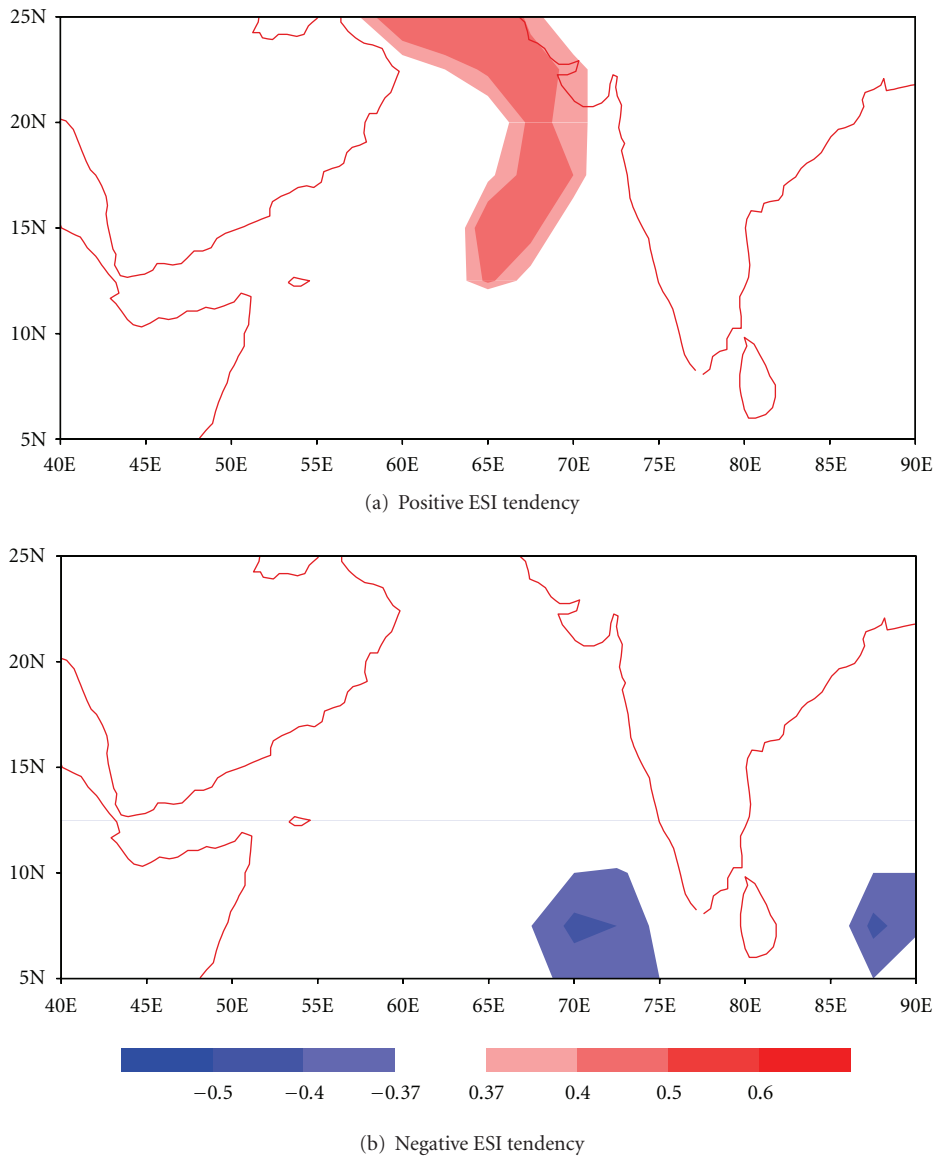 25N
20N
15N
10N
5N
40E 45E 50E 55E 60E 65E 70E 75E 80E 85E 90E
(a) Positive ESI tendency
25N
20N
15N
10N
5N
40E 45E 50E 55E 60E 65E 70E 75E 80E 85E 90E
−0.5 −0.4 −0.37 0.37 0.4 0.5 0.6
(b) Negative ESI tendency